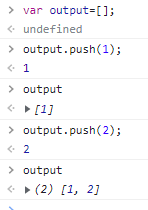 > var output=[];
< undefined
> output.push(1);
< 1
> output
< ▶ [1]
> output.push(2);
< 2
> output
< ▶ (2) [1, 2]